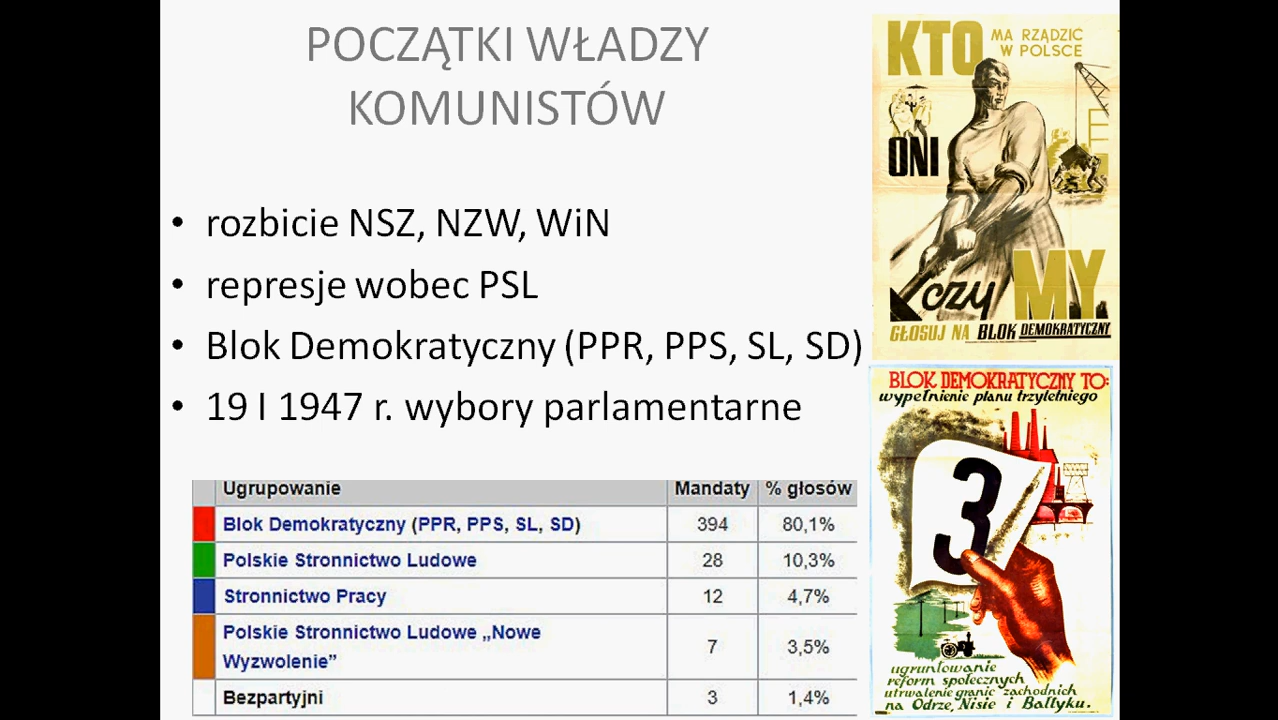 POCZĄTKI WŁADZY
KOMUNISTÓW
• rozbicie NSZ, NZW, WiN
• represje wobec PSL
• Blok Demokratyczny (PPR, PPS, SL, SD)
• 19 I 1947 r. wybory parlamentarne
Ugrupowanie Mandaty % głosów
Blok Demokratyczny (PPR, PPS, SL, SD) 394 80,1%
Polskie Stronnictwo Ludowe 28 10,3%
Stronnictwo Pracy 12 4,7%
Polskie Stronnictwo Ludowe „Nowe
Wyzwolenie” 7 3,5%
Bezpartyjni 3 1,4%
KTO MA RZĄDZIC
W POLSCE
ONI
czy MY
GŁOSUJ NA BLOK DEMOKRATYCZNY
BLOK DEMOKRATYCZNY TO:
wypełnienie planu trzyletniego
3
ugruntowanie
reform społecznych
utrwalenie granic zachodnich
na Odrze, Nisie i Bałtyku.